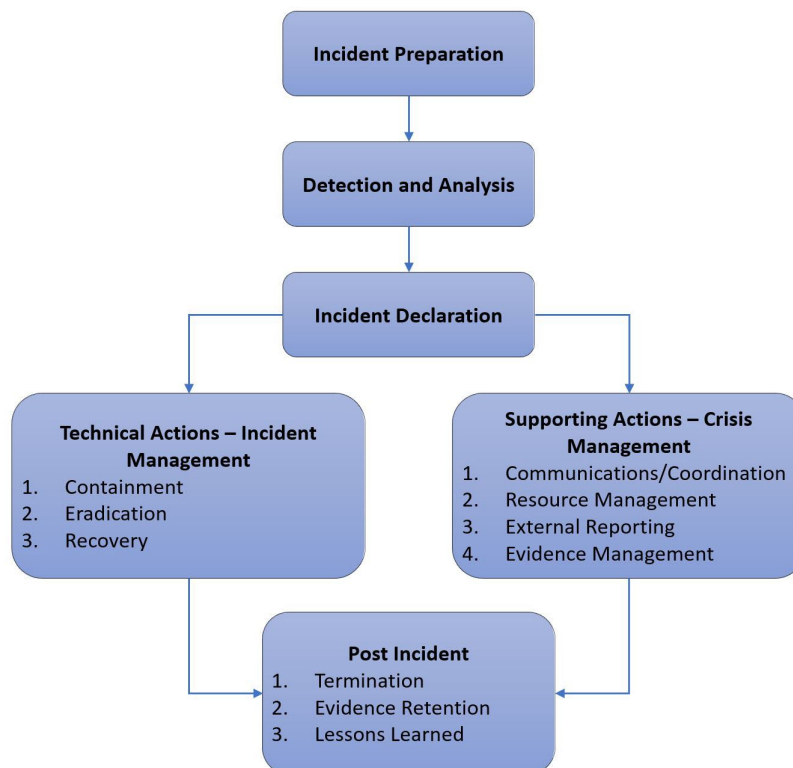 Incident Preparation
Detection and Analysis
Incident Declaration
Technical Actions – Incident
Management
1. Containment
2. Eradication
3. Recovery
Supporting Actions – Crisis
Management
1. Communications/Coordination
2. Resource Management
3. External Reporting
4. Evidence Management
Post Incident
1. Termination
2. Evidence Retention
3. Lessons Learned